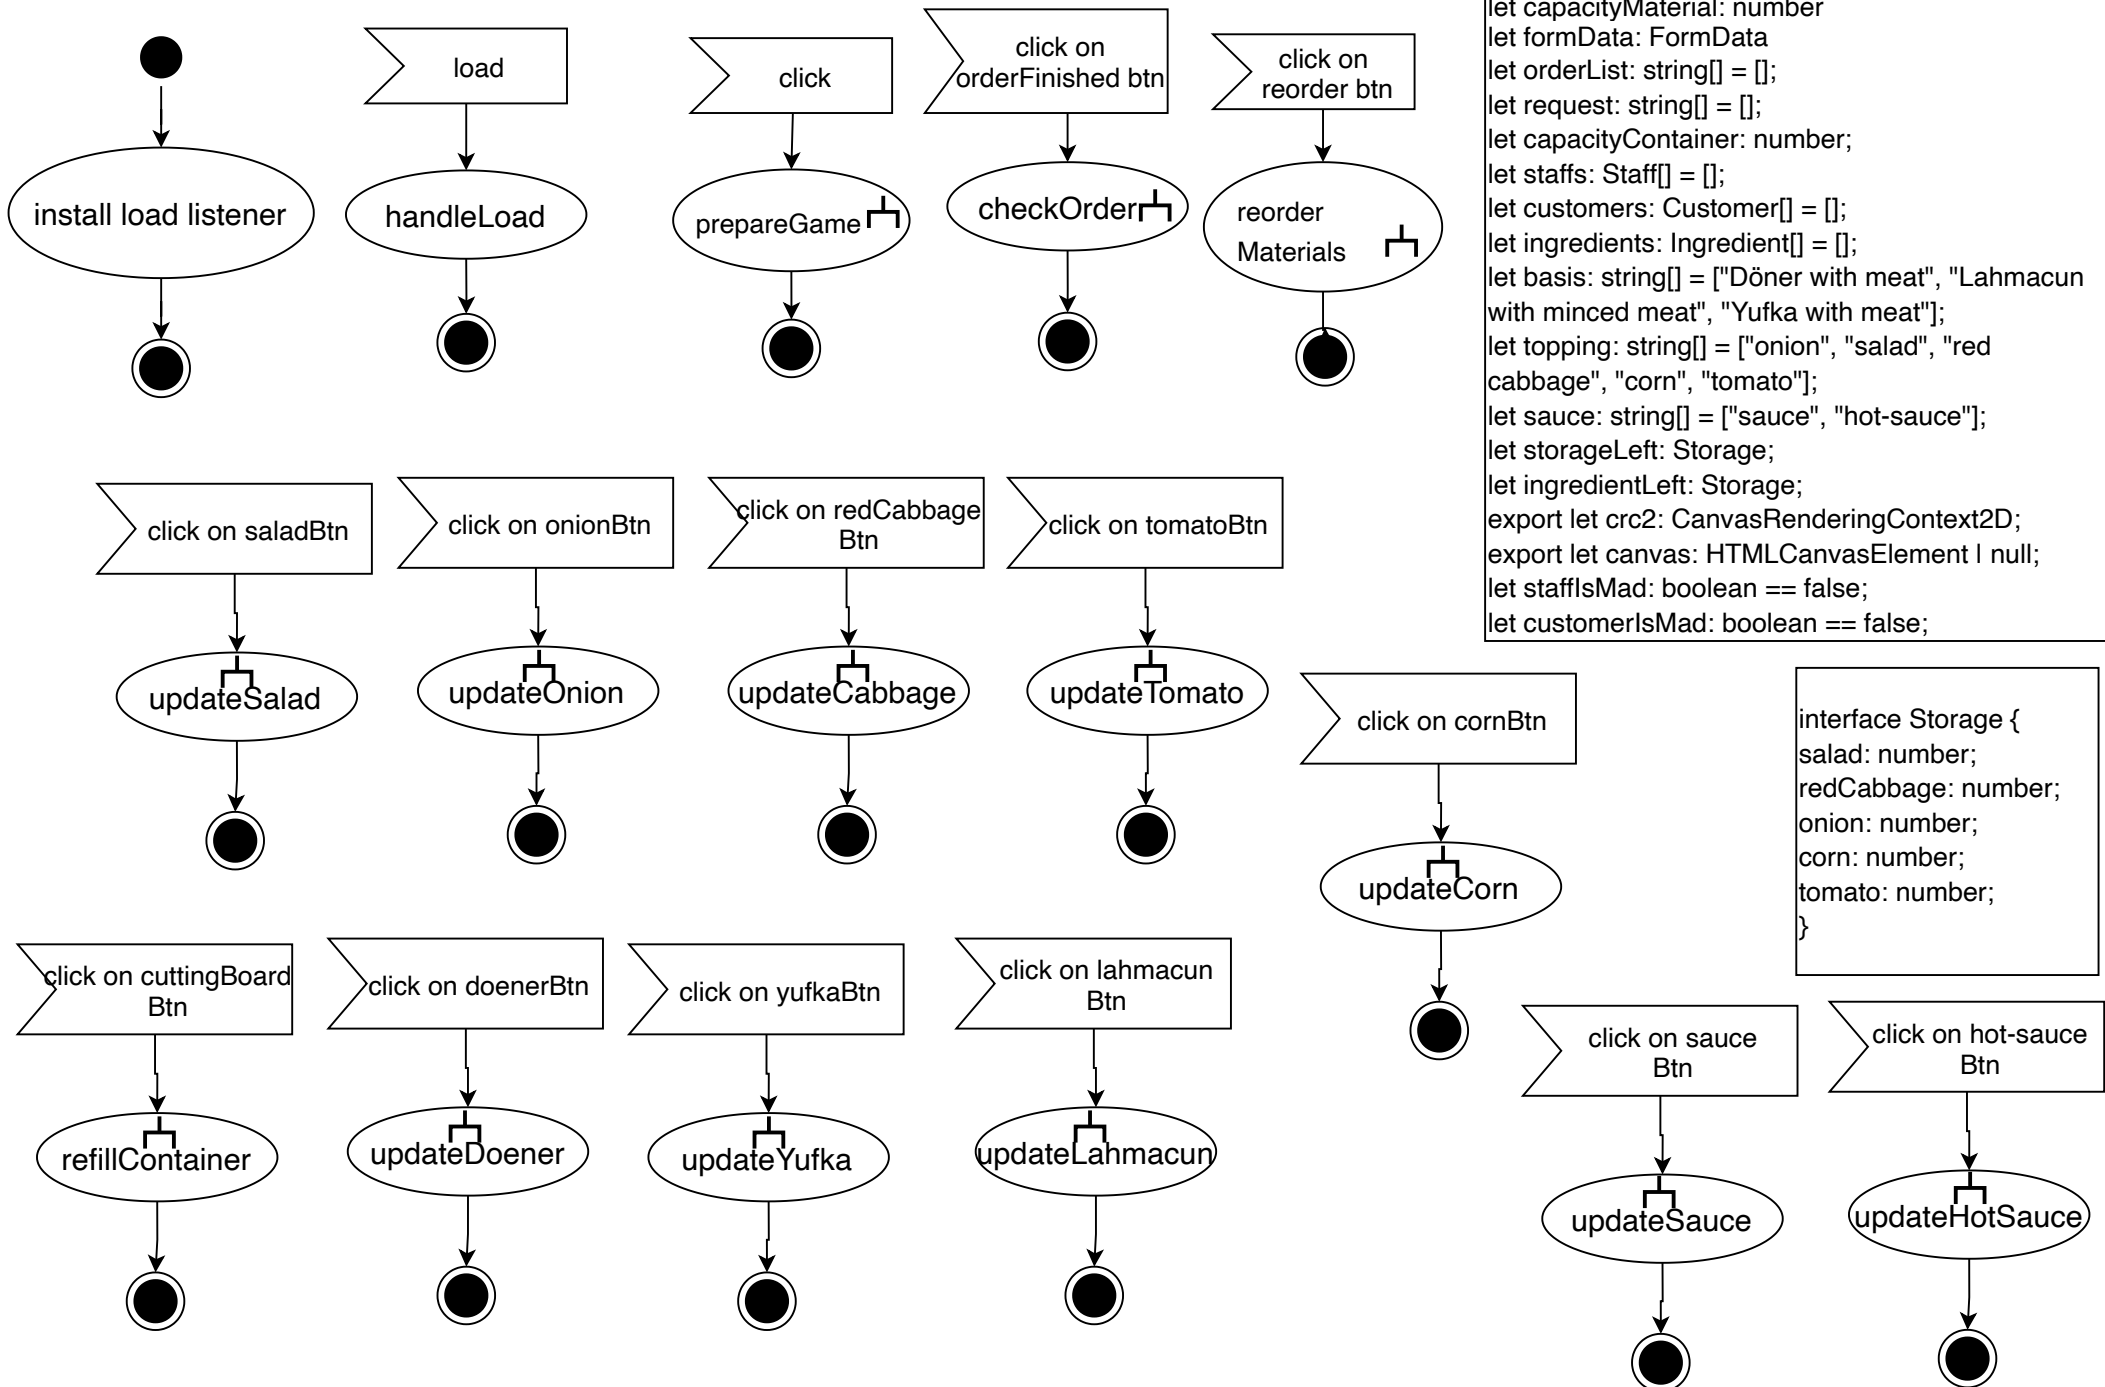 load
click
click on
orderFinished btn
click on
reorder btn
install load listener
handleLoad
prepareGame
checkOrder
reorder
Materials
let capacityMaterial: number
let formData: FormData
let orderList: string[] = [];
let request: string[] = [];
let capacityContainer: number;
let staffs: Staff[] = [];
let customers: Customer[] = [];
let ingredients: Ingredient[] = [];
let basis: string[] = ["Döner with meat", "Lahmacun
with minced meat", "Yufka with meat"];
let topping: string[] = ["onion", "salad", "red
cabbage", "corn", "tomato"];
let sauce: string[] = ["sauce", "hot-sauce"];
let storageLeft: Storage;
let ingredientLeft: Storage;
export let crc2: CanvasRenderingContext2D;
export let canvas: HTMLCanvasElement | null;
let staffIsMad: boolean == false;
let customerIsMad: boolean == false;
click on saladBtn
click on onionBtn
click on redCabbage
Btn
click on tomatoBtn
updateSalad
updateOnion
updateCabbage
updateTomato
click on cornBtn
updateCorn
interface Storage {
salad: number;
redCabbage: number;
onion: number;
corn: number;
tomato: number;
}
click on cuttingBoard
Btn
click on doenerBtn
click on yufkaBtn
click on lahmacun
Btn
click on sauce
Btn
click on hot-sauce
Btn
refillContainer
updateDoener
updateYufka
updateLahmacun
updateSauce
updateHotSauce